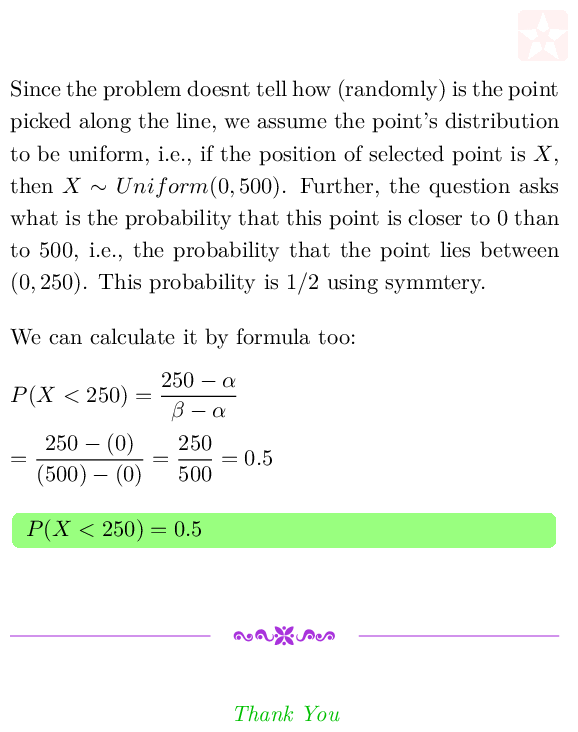 Since the problem doesnt tell how (randomly) is the point
picked along the line, we assume the point's distribution
to be uniform, i.e., if the position of selected point is X,
then X ∼ Uniform(0, 500). Further, the question asks
what is the probability that this point is closer to 0 than
to 500, i.e., the probability that the point lies between
(0, 250). This probability is 1/2 using symmtery.
We can calculate it by formula too:
P(X < 250) = \frac{250 − α}{β − α}
= \frac{250 − (0)}{(500) − (0)} = \frac{250}{500} = 0.5
P(X < 250) = 0.5
Thank You